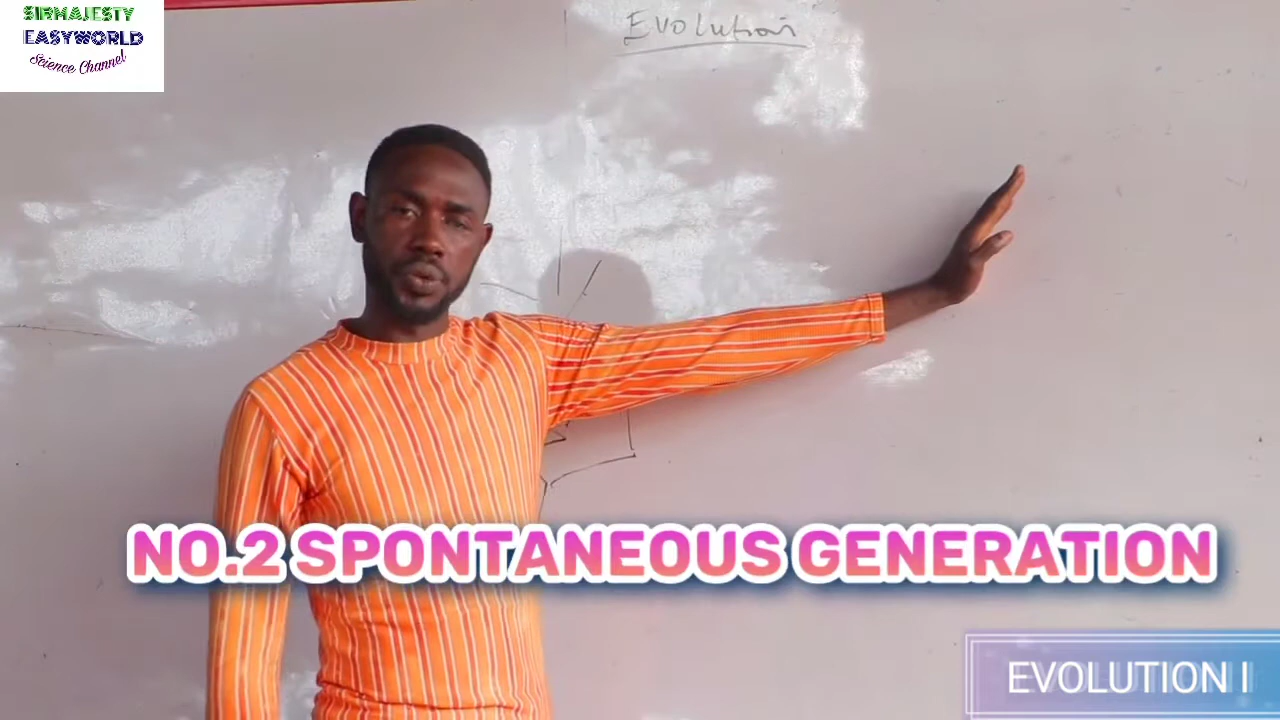 SIRMAJESTY
EASYWORLD
Science Channel
Evolution
NO.2 SPONTANEOUS GENERATION
EVOLUTION I